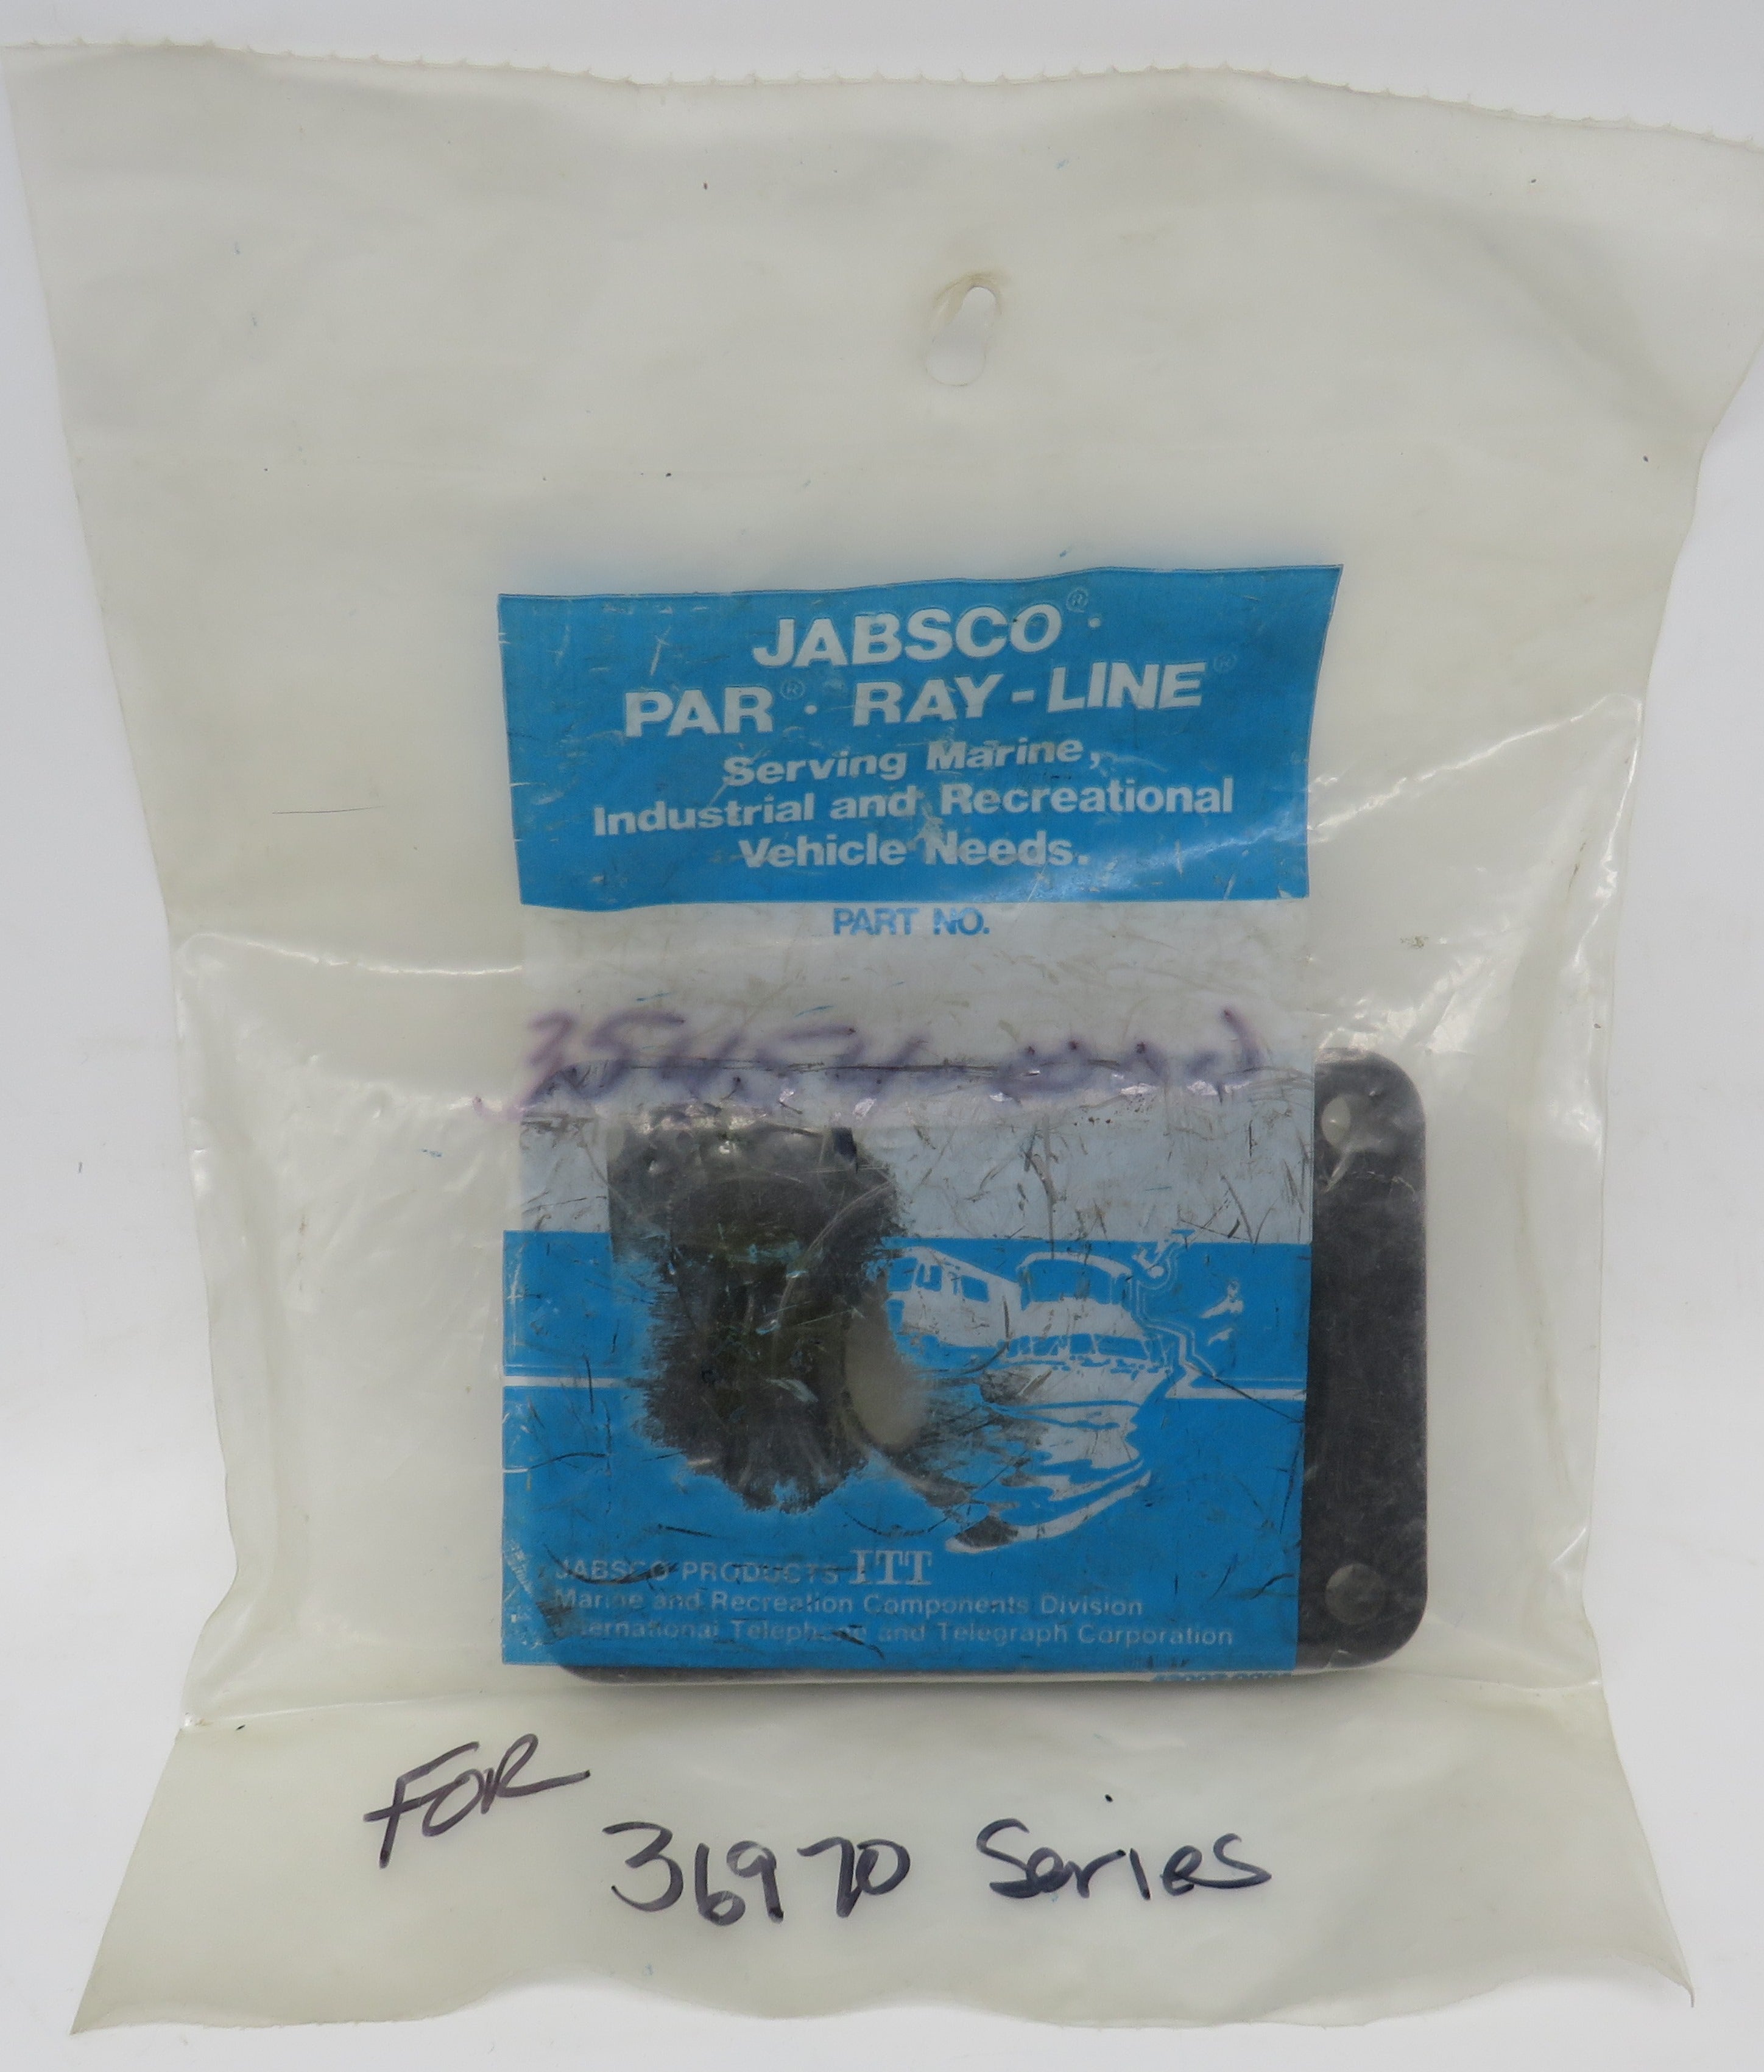 JABSCO®·
PAR® · RAY-LINE®
Serving Marine,
Industrial and Recreational
Vehicle Needs.
PART NO.
JABSCO PRODUCTS ITT
Marine and Recreation Components Division
International Telephone and Telegraph Corporation
FOR
36970 Series